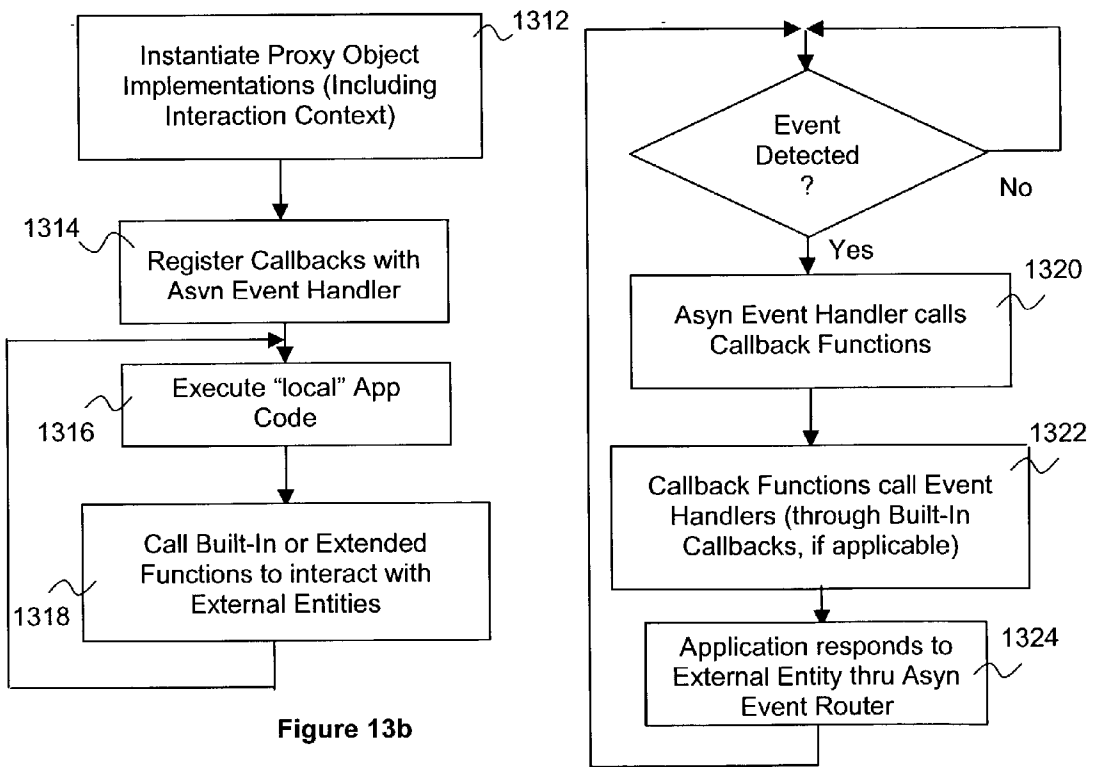 1312
Instantiate Proxy Object
Implementations (Including
Interaction Context)
1314
Register Callbacks with
Asvn Event Handler
Execute “local” App
Code
1316
Call Built-In or Extended
Functions to interact with
External Entities
1318
Figure 13b
Event
Detected
?
No
Yes
1320
Asyn Event Handler calls
Callback Functions
1322
Callback Functions call Event
Handlers (through Built-In
Callbacks, if applicable)
1324
Application responds to
External Entity thru Asyn
Event Router